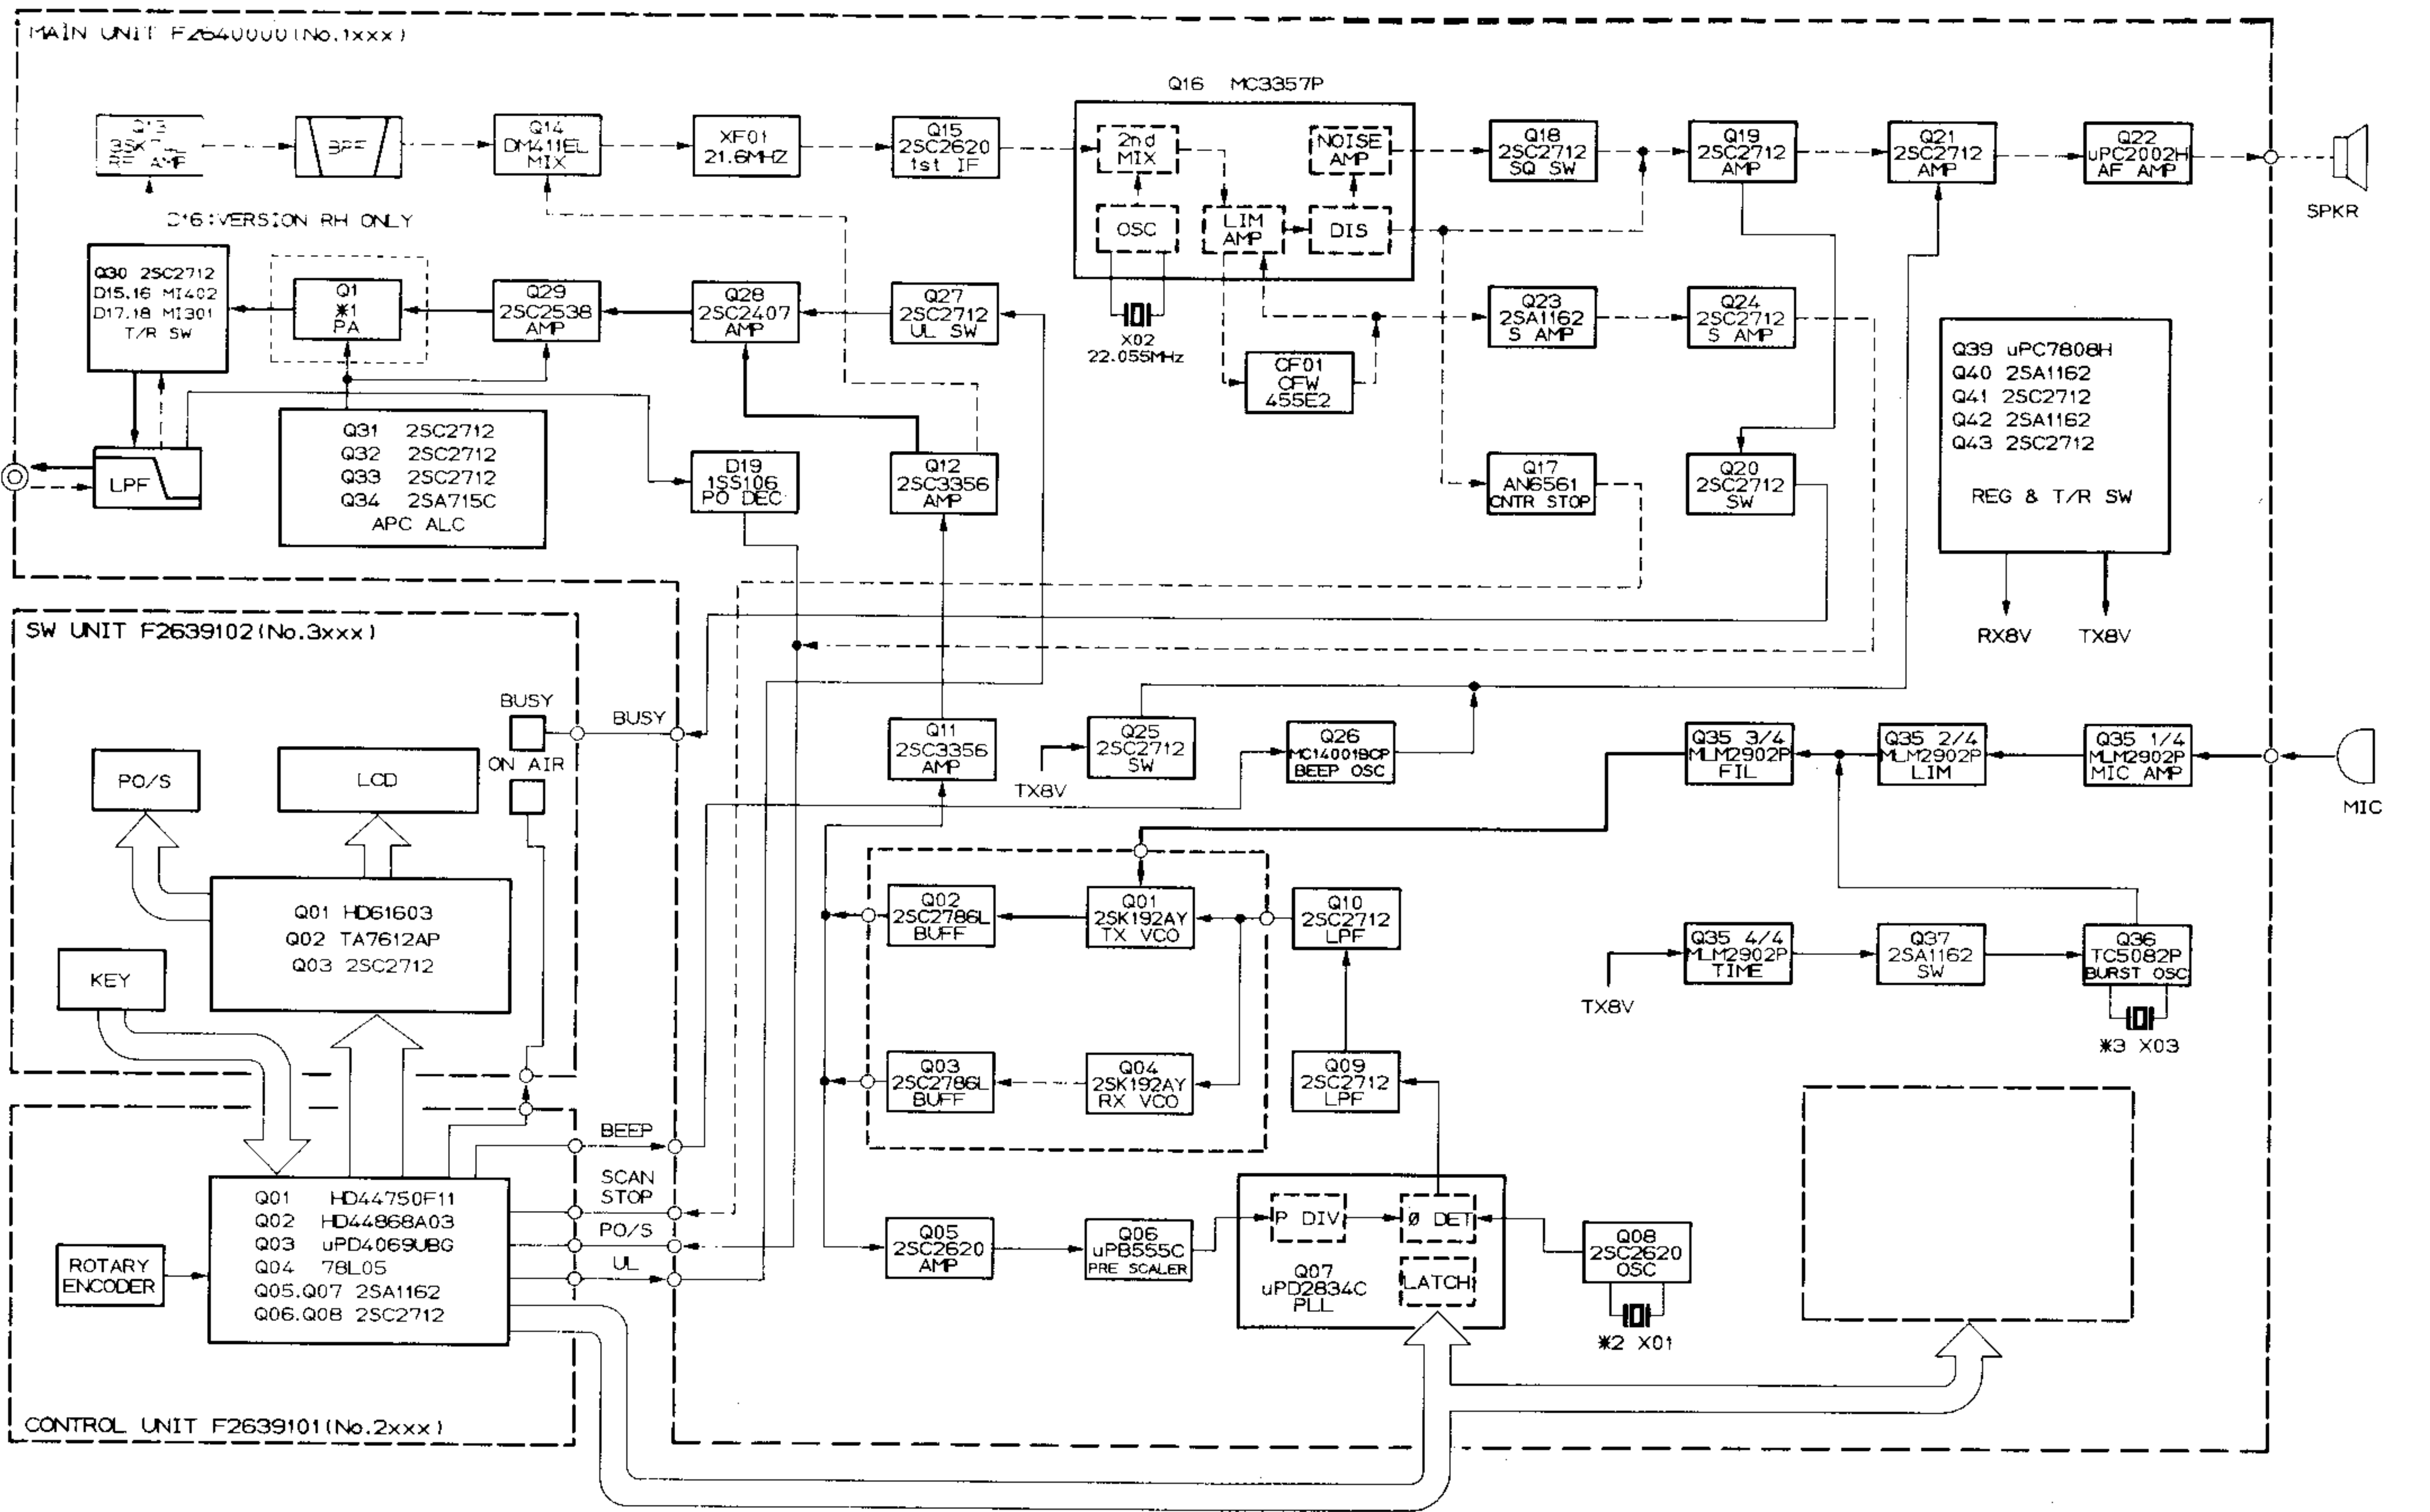 MAIN UNIT F26400000(No.1xxx)
Q16 MC3357P
Q13
RF AMP
BPF
Q14
DM411EL
MIX
XF01
21.6MHZ
Q15
2SC2620
1st IF
2nd
MIX
NOISE
AMP
OSC
LIM
AMP
DIS
Q18
2SC2712
SQ SW
Q19
2SC2712
AMP
Q21
2SC2712
AMP
Q22
uPC2002H
AF AMP
SPKR
D16:VERSION RH ONLY
Q30 2SC2712
D15.16 MI402
D17.18 MI301
T/R SW
Q1
*1
PA
Q29
2SC2538
AMP
Q28
2SC2407
AMP
Q27
2SC2712
UL SW
X02
22.055MHz
CF01
CFW
455E2
Q23
2SA1162
S AMP
Q24
2SC2712
S AMP
Q39 uPC7808H
Q40 2SA1162
Q41 2SC2712
Q42 2SA1162
Q43 2SC2712
REG & T/R SW
RX8V
TX8V
LPF
Q31 2SC2712
Q32 2SC2712
Q33 2SC2712
Q34 2SA715C
APC ALC
D19
1SS106
PO DEC
Q12
2SC3356
AMP
Q17
AN6561
CNTR STOP
Q20
2SC2712
SW
SW UNIT F2639102(No.3xxx)
BUSY
BUSY
ON AIR
PO/S
LCD
Q01 HD61603
Q02 TA7612AP
Q03 2SC2712
KEY
Q11
2SC3356
AMP
TX8V
Q25
2SC2712
SW
Q26
MC14001BCP
BEEP OSC
Q35 3/4
MLM2902P
FIL
Q35 2/4
MLM2902P
LIM
Q35 1/4
MLM2902P
MIC AMP
MIC
Q02
2SC2786L
BUFF
Q01
2SK192AY
TX VCO
Q10
2SC2712
LPF
TX8V
Q35 4/4
MLM2902P
TIME
Q37
2SA1162
SW
Q36
TC5082P
BURST OSC
*3 X03
Q03
2SC2786L
BUFF
Q04
2SK192AY
RX VCO
Q09
2SC2712
LPF
BEEP
SCAN
STOP
PO/S
UL
ROTARY
ENCODER
Q01 HD44750F11
Q02 HD44868A03
Q03 uPD4069UBG
Q04 78L05
Q05.Q07 2SA1162
Q06.Q08 2SC2712
Q05
2SC2620
AMP
Q06
uPB555C
PRE SCALER
P DIV
Ø DET
LATCH
Q07
uPD2834C
PLL
Q08
2SC2620
OSC
*2 X01
CONTROL UNIT F2639101(No.2xxx)